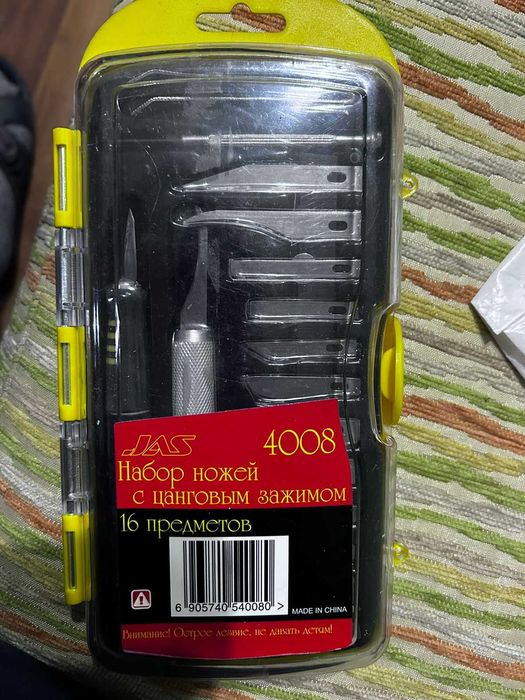 JAS 4008
Набор ножей
с цанговым зажимом
16 предметов
6 905740 540080 >
MADE IN CHINA
Внимание! Острое лезвие, не давать детям!